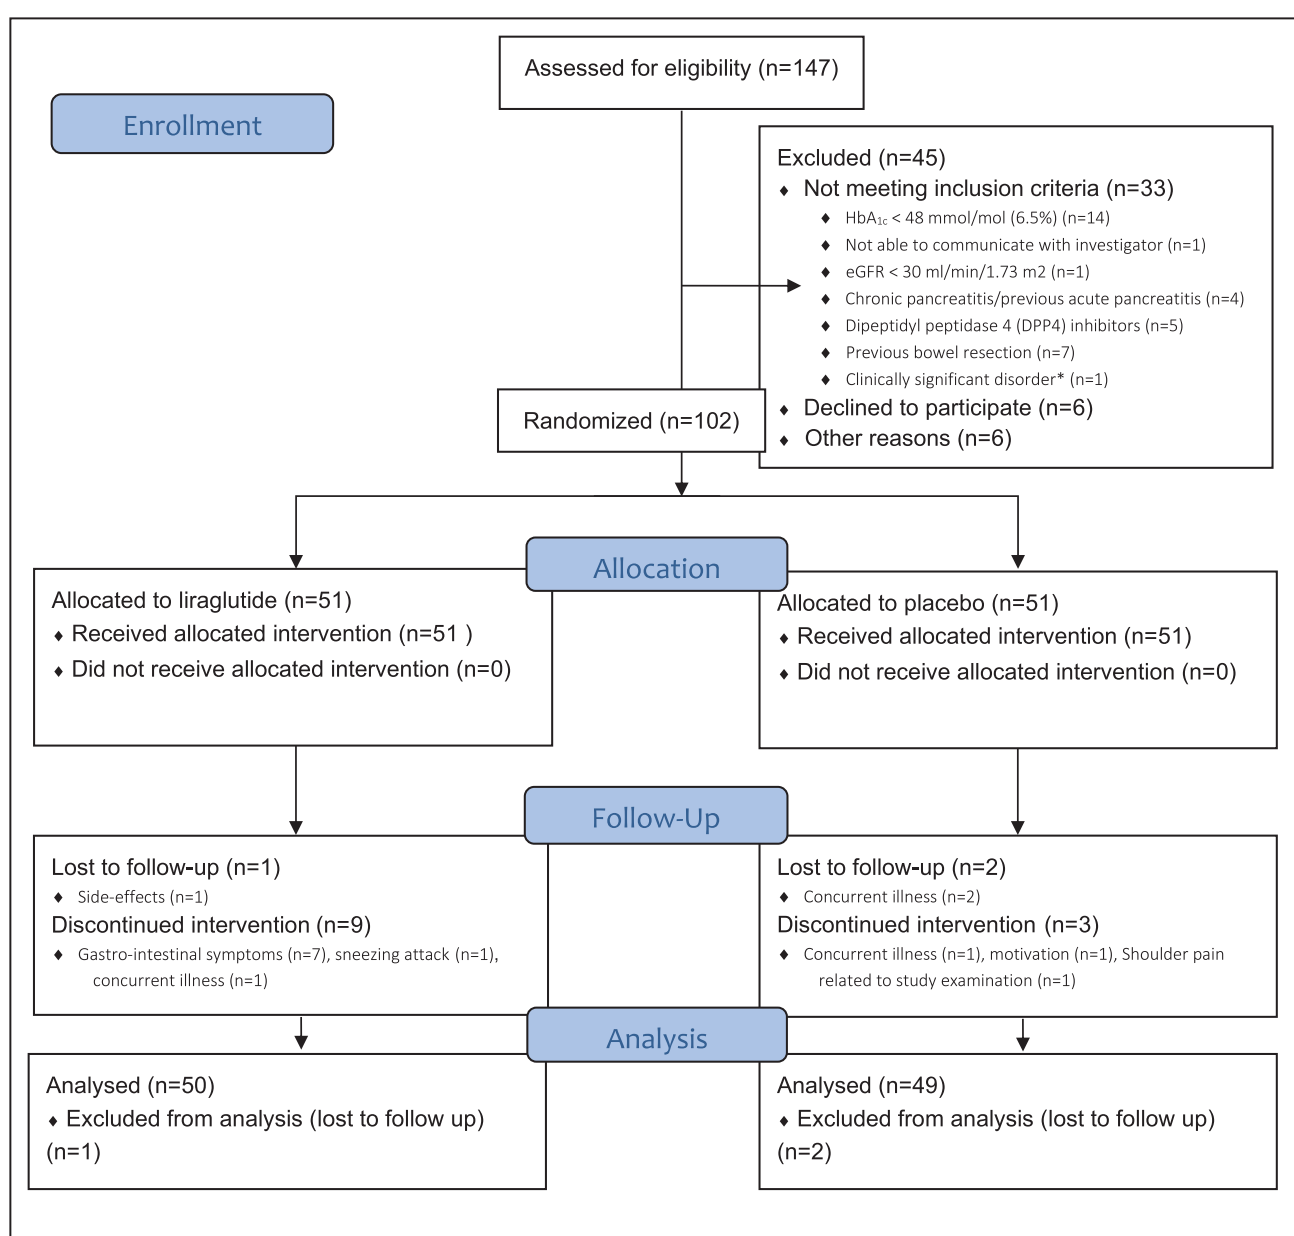 Assessed for eligibility (n=147)
Enrollment
Excluded (n=45)
♦ Not meeting inclusion criteria (n=33)
♦ HbA1c < 48 mmol/mol (6.5%) (n=14)
♦ Not able to communicate with investigator (n=1)
♦ eGFR < 30 ml/min/1.73 m2 (n=1)
♦ Chronic pancreatitis/previous acute pancreatitis (n=4)
♦ Dipeptidyl peptidase 4 (DPP4) inhibitors (n=5)
♦ Previous bowel resection (n=7)
♦ Clinically significant disorder* (n=1)
♦ Declined to participate (n=6)
♦ Other reasons (n=6)
Randomized (n=102)
Allocation
Allocated to liraglutide (n=51)
♦ Received allocated intervention (n=51 )
♦ Did not receive allocated intervention (n=0)
Allocated to placebo (n=51)
♦ Received allocated intervention (n=51)
♦ Did not receive allocated intervention (n=0)
Follow-Up
Lost to follow-up (n=1)
♦ Side-effects (n=1)
Discontinued intervention (n=9)
♦ Gastro-intestinal symptoms (n=7), sneezing attack (n=1),
concurrent illness (n=1)
Lost to follow-up (n=2)
♦ Concurrent illness (n=2)
Discontinued intervention (n=3)
♦ Concurrent illness (n=1), motivation (n=1), Shoulder pain
related to study examination (n=1)
Analysis
Analysed (n=50)
♦ Excluded from analysis (lost to follow up)
(n=1)
Analysed (n=49)
♦ Excluded from analysis (lost to follow up)
(n=2)